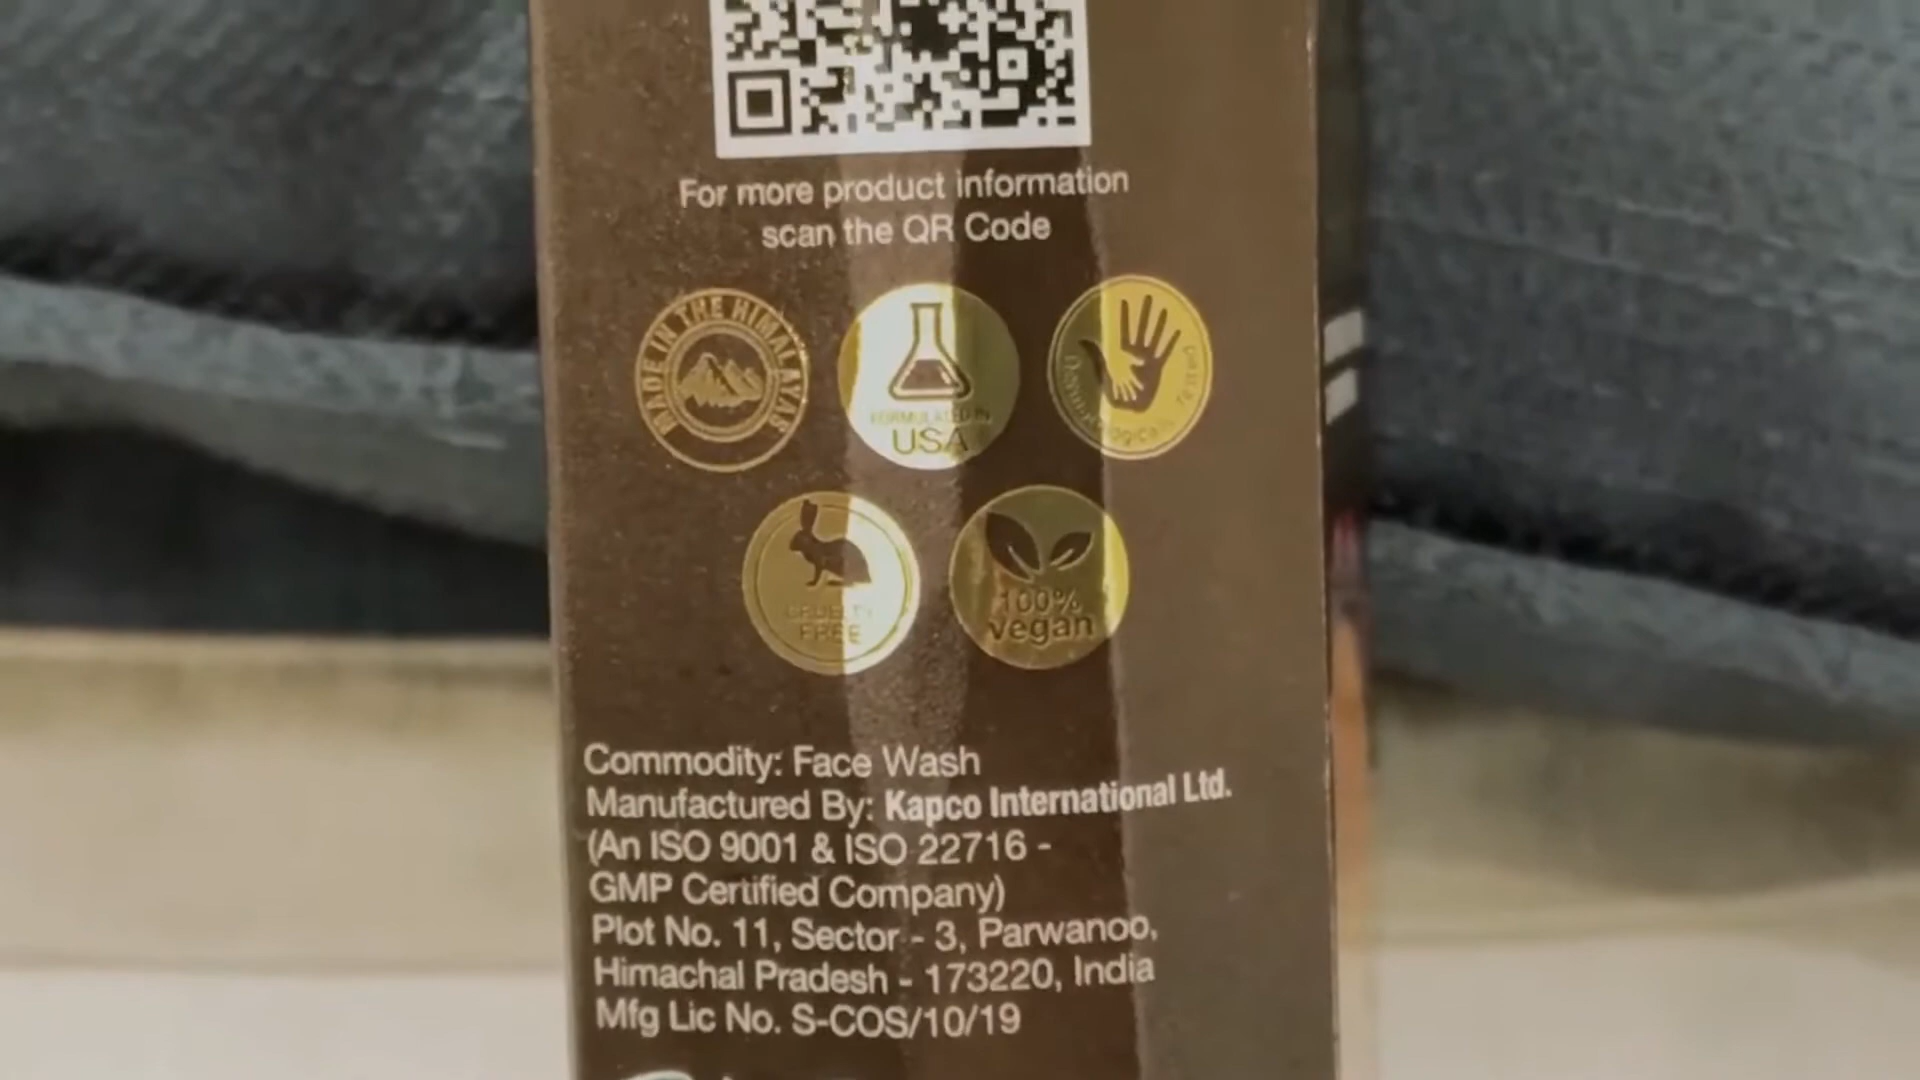 For more product information
scan the QR Code
MADE IN THE HIMALAYAS
FORMULATED IN
USA
Dermatologically Tested
CRUELTY
FREE
100%
vegan
Commodity: Face Wash
Manufactured By: Kapco International Ltd.
(An ISO 9001 & ISO 22716 -
GMP Certified Company)
Plot No. 11, Sector - 3, Parwanoo,
Himachal Pradesh - 173220, India
Mfg Lic No. S-COS/10/19